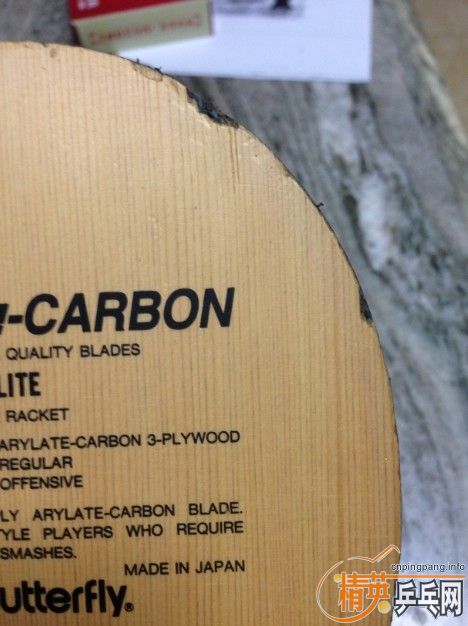 -CARBON
QUALITY BLADES
LITE
RACKET
ARYLATE-CARBON 3-PLYWOOD
REGULAR
OFFENSIVE
LY ARYLATE-CARBON BLADE.
YLE PLAYERS WHO REQUIRE
SMASHES.
MADE IN JAPAN
utterfly®
cnpingpang.info
精英乒乓网